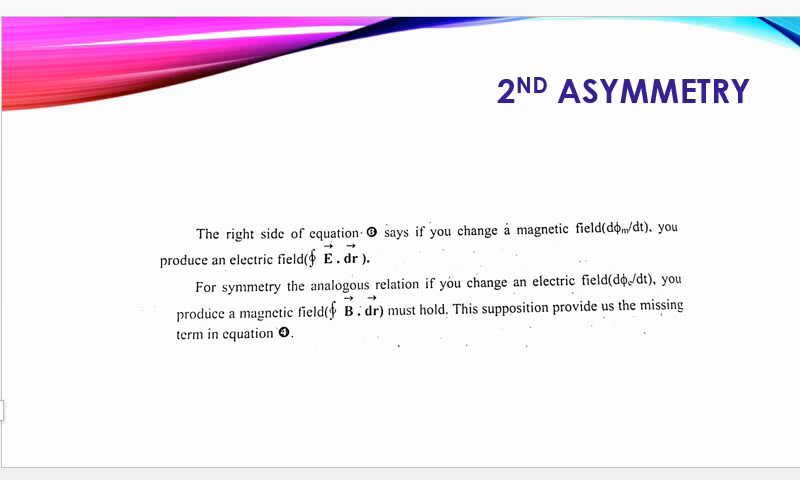 2ND ASYMMETRY
The right side of equation ❸ says if you change a magnetic field(dϕm/dt), you
produce an electric field(∮ E . dr ).
For symmetry the analogous relation if you change an electric field(dϕe/dt), you
produce a magnetic field(∮ B . dr) must hold. This supposition provide us the missing
term in equation ❹.